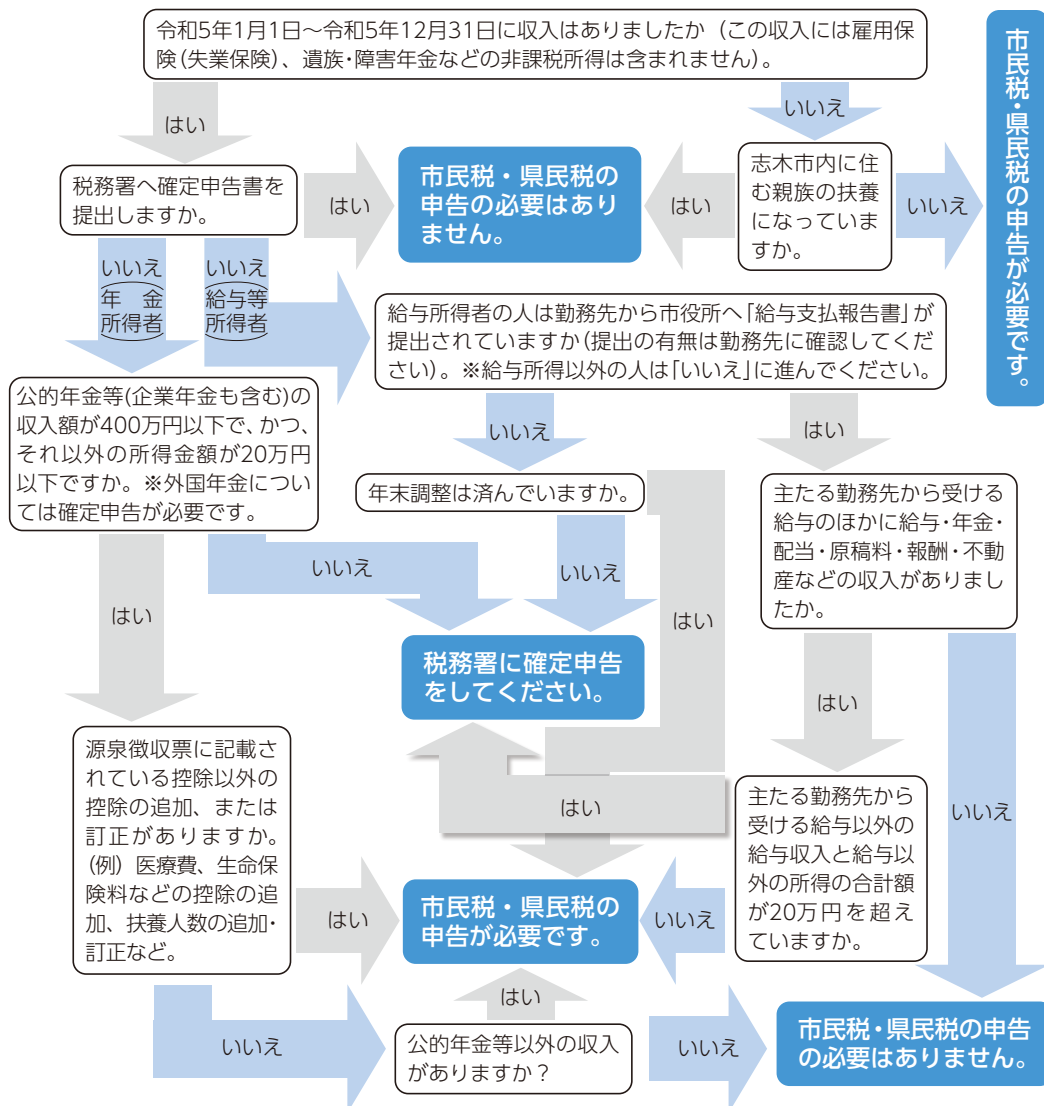 令和5年1月1日〜令和5年12月31日に収入はありましたか（この収入には雇用保
険（失業保険）、遺族・障害年金などの非課税所得は含まれません）。
はい
いいえ
市民税・県民税の申告が必要です。
税務署へ確定申告書を
提出しますか。
はい
市民税・県民税の
申告の必要はあり
ません。
はい
志木市内に住
む親族の扶養
になっていま
すか。
いいえ
いいえ
（年　金
所得者）
いいえ
（給与等
所得者）
給与所得者の人は勤務先から市役所へ「給与支払報告書」が
提出されていますか（提出の有無は勤務先に確認してくだ
さい）。※給与所得以外の人は「いいえ」に進んでください。
公的年金等(企業年金も含む)の
収入額が400万円以下で、かつ、
それ以外の所得金額が20万円
以下ですか。※外国年金につい
ては確定申告が必要です。
いいえ
はい
年末調整は済んでいますか。
主たる勤務先から受ける
給与のほかに給与・年金・
配当・原稿料・報酬・不動
産などの収入がありまし
たか。
いいえ
いいえ
はい
はい
税務署に確定申告
をしてください。
はい
いいえ
源泉徴収票に記載さ
れている控除以外の
控除の追加、または
訂正がありますか。
（例）医療費、生命保
険料などの控除の追
加、扶養人数の追加・
訂正など。
はい
主たる勤務先から
受ける給与以外の
給与収入と給与以
外の所得の合計額
が20万円を超え
ていますか。
はい
市民税・県民税の
申告が必要です。
いいえ
はい
いいえ
公的年金等以外の収入
がありますか？
いいえ
市民税・県民税の申告
の必要はありません。